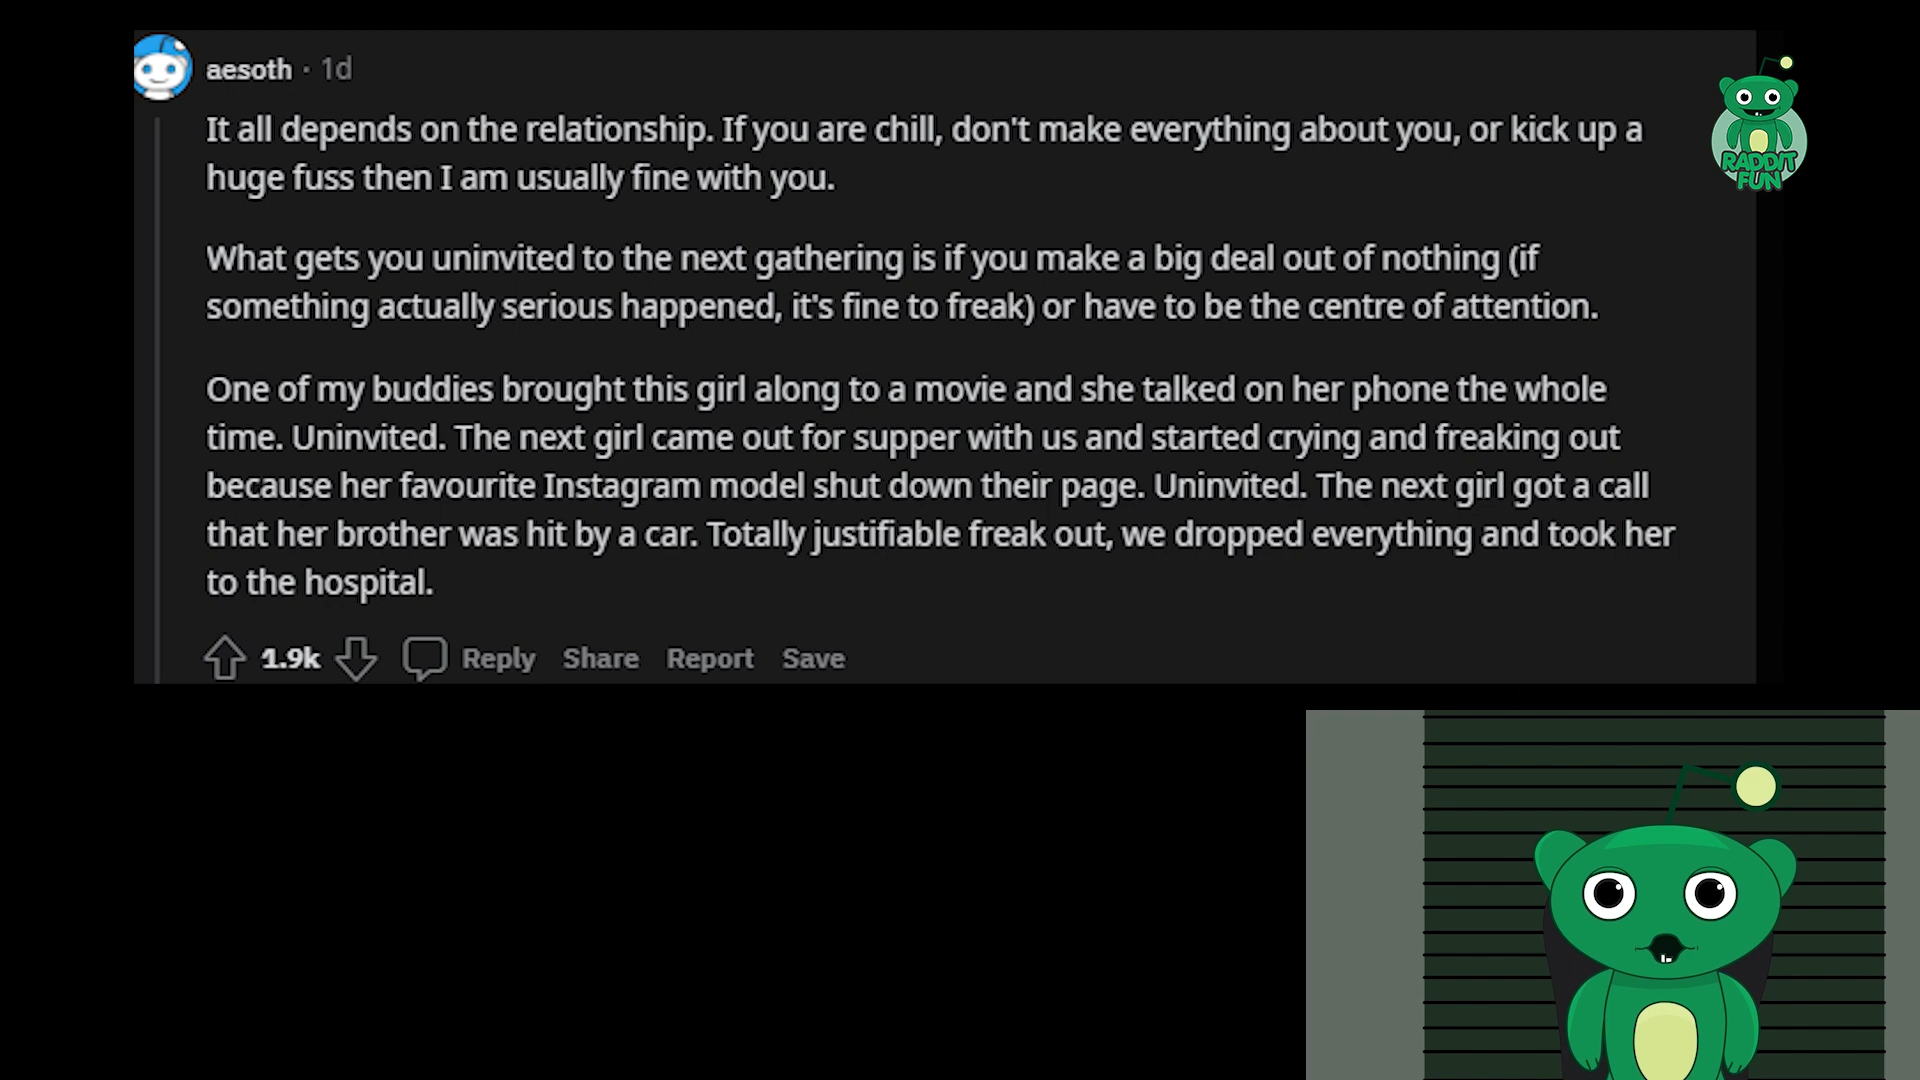 aesoth · 1d
It all depends on the relationship. If you are chill, don't make everything about you, or kick up a
huge fuss then I am usually fine with you.
What gets you uninvited to the next gathering is if you make a big deal out of nothing (if
something actually serious happened, it's fine to freak) or have to be the centre of attention.
One of my buddies brought this girl along to a movie and she talked on her phone the whole
time. Uninvited. The next girl came out for supper with us and started crying and freaking out
because her favourite Instagram model shut down their page. Uninvited. The next girl got a call
that her brother was hit by a car. Totally justifiable freak out, we dropped everything and took her
to the hospital.
1.9k Reply Share Report Save
RADDIT
FUN